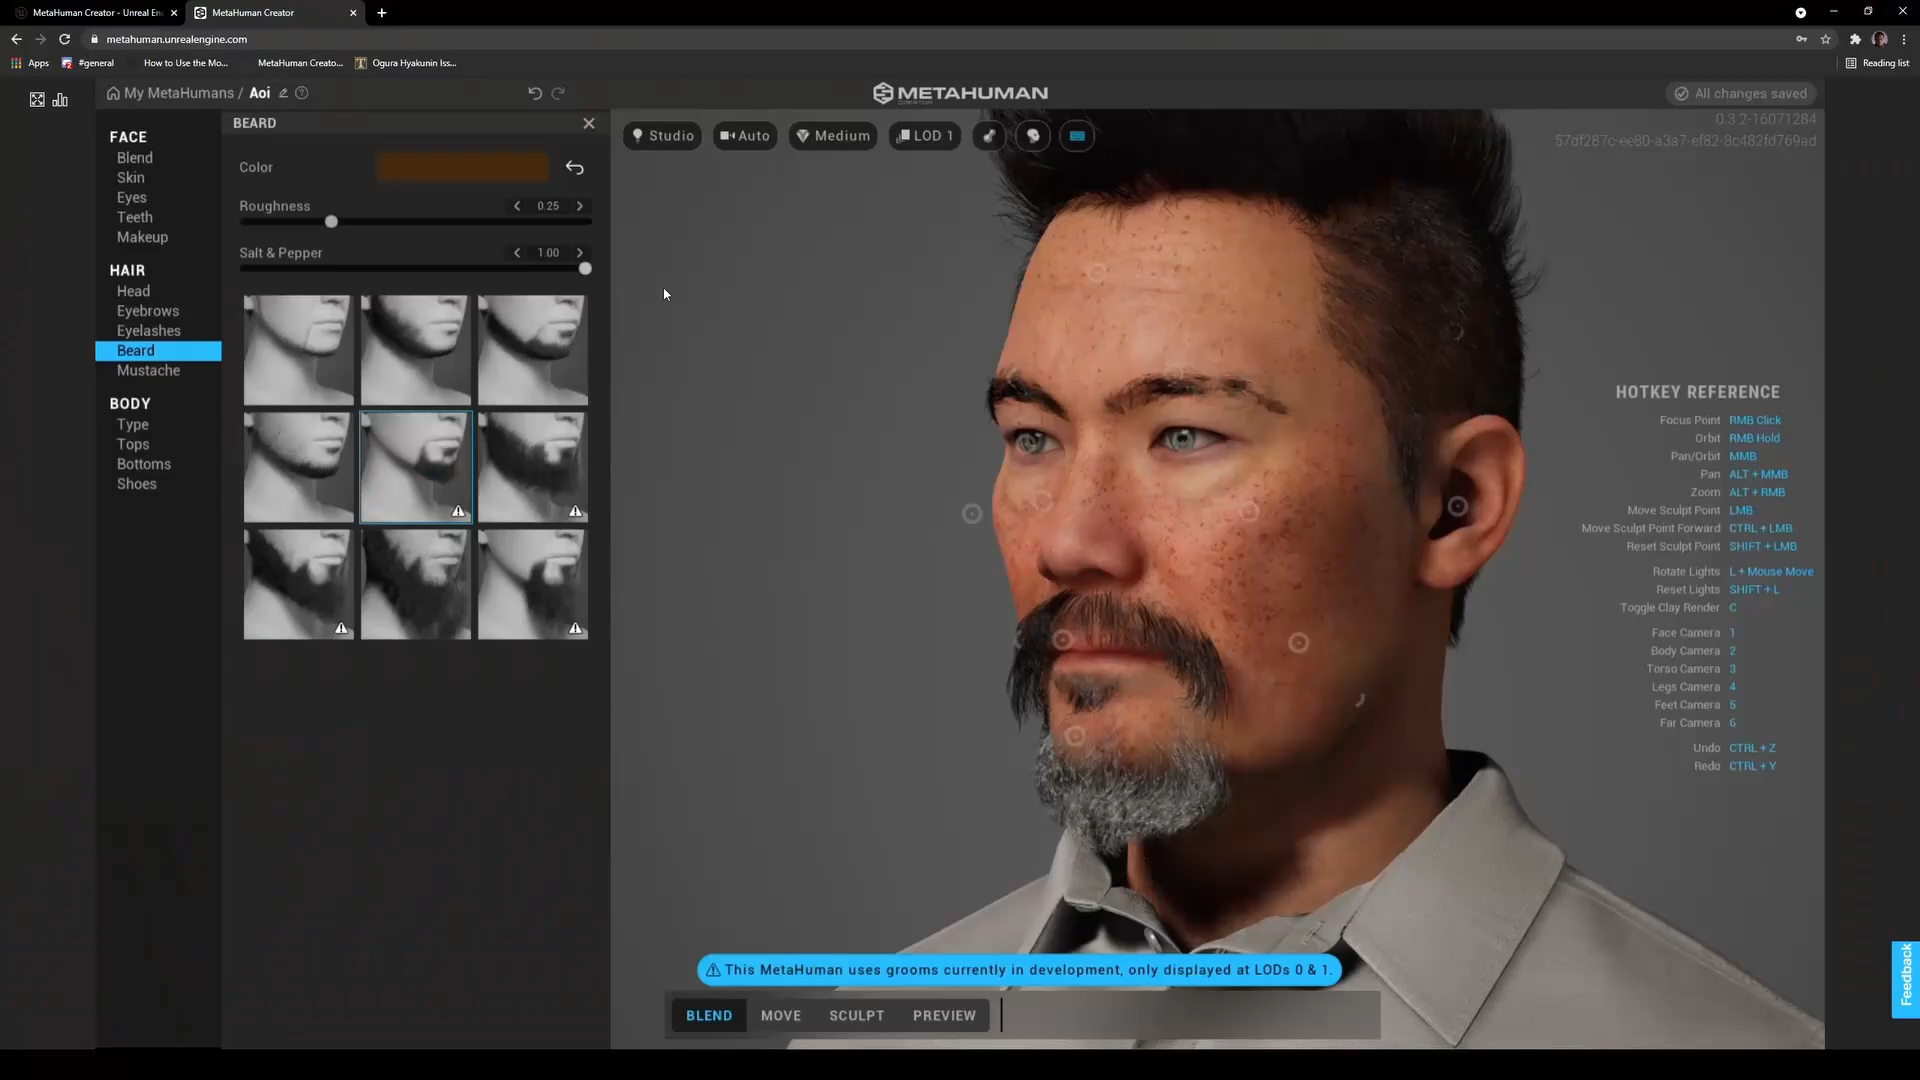 MetaHuman Creator - Unreal En
MetaHuman Creator
metahuman.unrealengine.com
Apps
#general
How to Use the Mo...
MetaHuman Creato...
Ogura Hyakunin Iss...
Reading list
My MetaHumans / Aoi
METAHUMAN
CREATOR
All changes saved
0.3.2-16071284
57df287c-ee80-a3a7-ef82-8c482fd769ad
FACE
Blend
Skin
Eyes
Teeth
Makeup
HAIR
Head
Eyebrows
Eyelashes
Beard
Mustache
BODY
Type
Tops
Bottoms
Shoes
BEARD
Color
Roughness 0.25
Salt & Pepper 1.00
Studio
Auto
Medium
LOD 1
HOTKEY REFERENCE
Focus Point RMB Click
Orbit RMB Hold
Pan/Orbit MMB
Pan ALT + MMB
Zoom ALT + RMB
Move Sculpt Point LMB
Move Sculpt Point Forward CTRL + LMB
Reset Sculpt Point SHIFT + LMB
Rotate Lights L + Mouse Move
Reset Lights SHIFT + L
Toggle Clay Render C
Face Camera 1
Body Camera 2
Torso Camera 3
Legs Camera 4
Feet Camera 5
Far Camera 6
Undo CTRL + Z
Redo CTRL + Y
This MetaHuman uses grooms currently in development, only displayed at LODs 0 & 1.
BLEND
MOVE
SCULPT
PREVIEW
Feedback